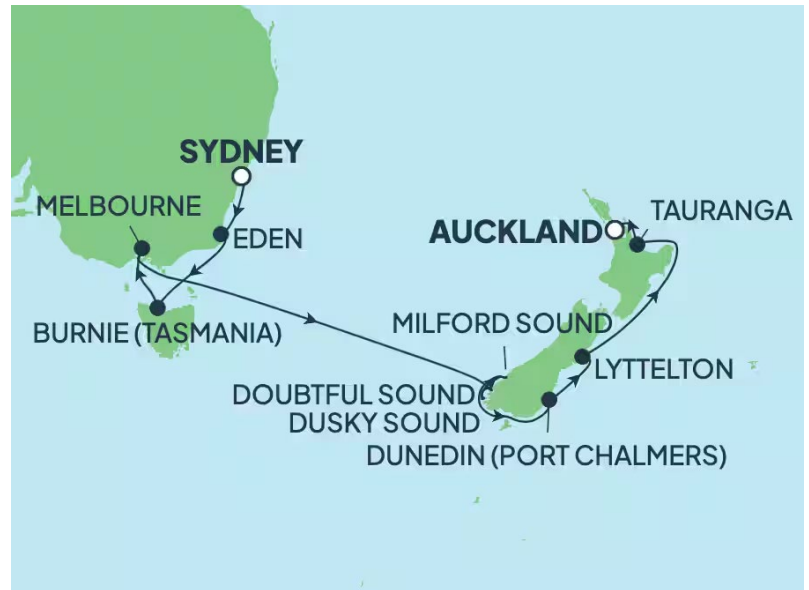 SYDNEY
MELBOURNE
TAURANGA
AUCKLAND
EDEN
MILFORD SOUND
BURNIE (TASMANIA)
LYTTELTON
DOUBTFUL SOUND
DUSKY SOUND
DUNEDIN (PORT CHALMERS)